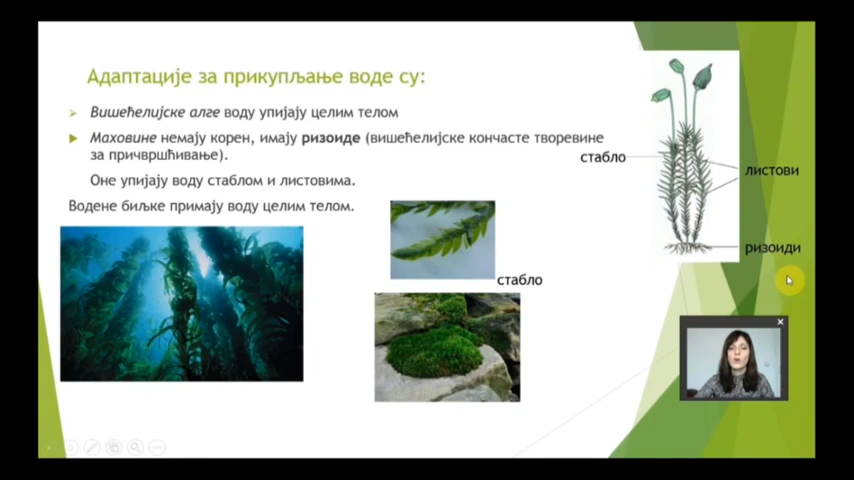 Адаптације за прикупљање воде су:
Вишећелијске алге воду упијају целим телом
Маховине немају корен, имају ризоиде (вишећелијске кончасте творевине
за причвршћивање).
Оне упијају воду стаблом и листовима.
Водене биљке примају воду целим телом.
стабло
листови
ризоиди
стабло